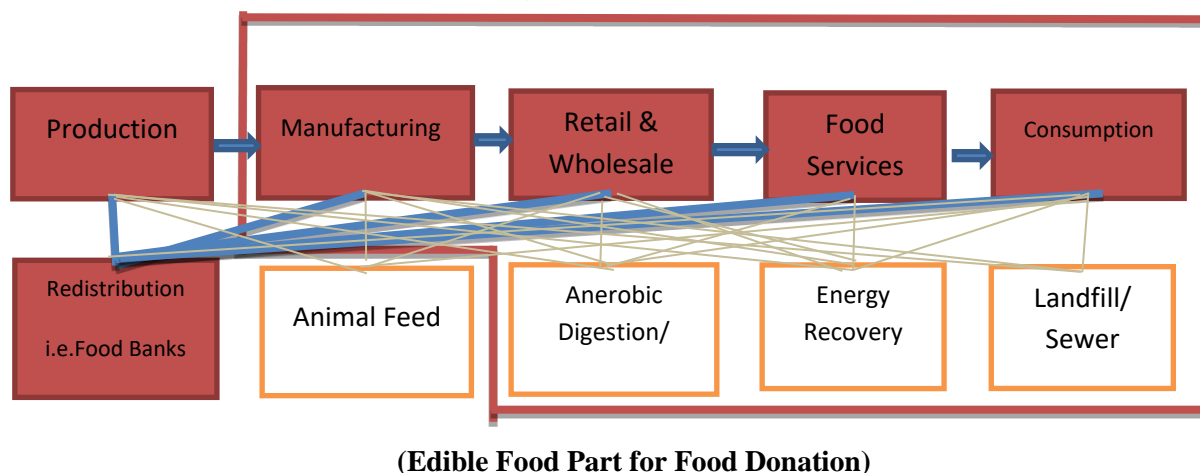 Production
Manufacturing
Retail &
Wholesale
Food
Services
Consumption
Redistribution
i.e.Food Banks
Animal Feed
Anerobic
Digestion/
Energy
Recovery
Landfill/
Sewer
(Edible Food Part for Food Donation)